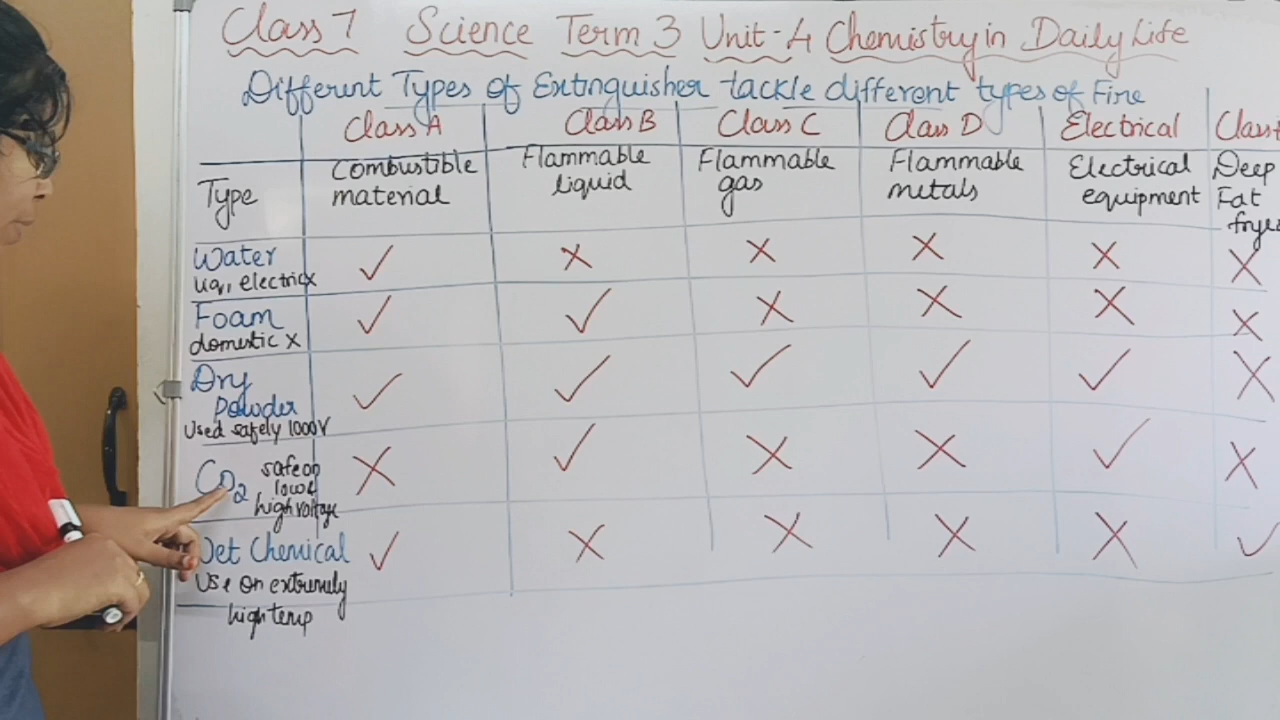 Class 7 Science Term 3 Unit-4 Chemistry in Daily Life
Different Types of Extinguisher tackle different types of Fire
Class A Class B Class C Class D Electrical Class
Type Combustible material Flammable liquid Flammable gas Flammable metals Electrical equipment Deep Fat fryer
Water ✓ X X X X X
liq,, electric x
Foam ✓ ✓ X X X X
domestic X
Dry Powder ✓ ✓ ✓ ✓ ✓ X
Used safely 1000V
CO2 X ✓ X X ✓ X
safe on
low &
high voltage
Wet Chemical ✓ X X X X ✓
Use on extremely
high temp